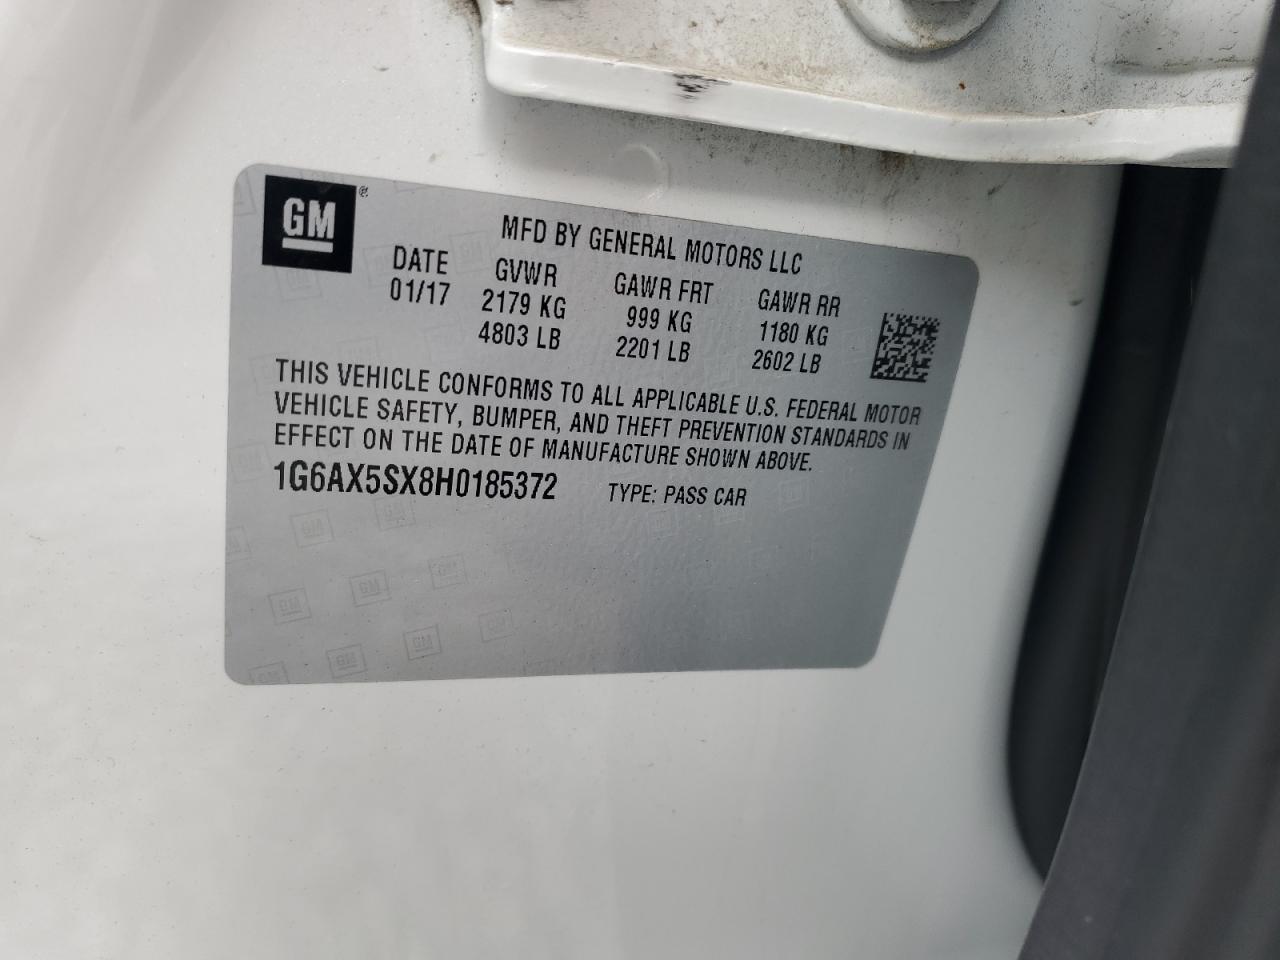 GM®
MFD BY GENERAL MOTORS LLC
DATE GVWR GAWR FRT GAWR RR
01/17 2179 KG 999 KG 1180 KG
4803 LB 2201 LB 2602 LB
THIS VEHICLE CONFORMS TO ALL APPLICABLE U.S. FEDERAL MOTOR
VEHICLE SAFETY, BUMPER, AND THEFT PREVENTION STANDARDS IN
EFFECT ON THE DATE OF MANUFACTURE SHOWN ABOVE.
1G6AX5SX8H0185372 TYPE: PASS CAR